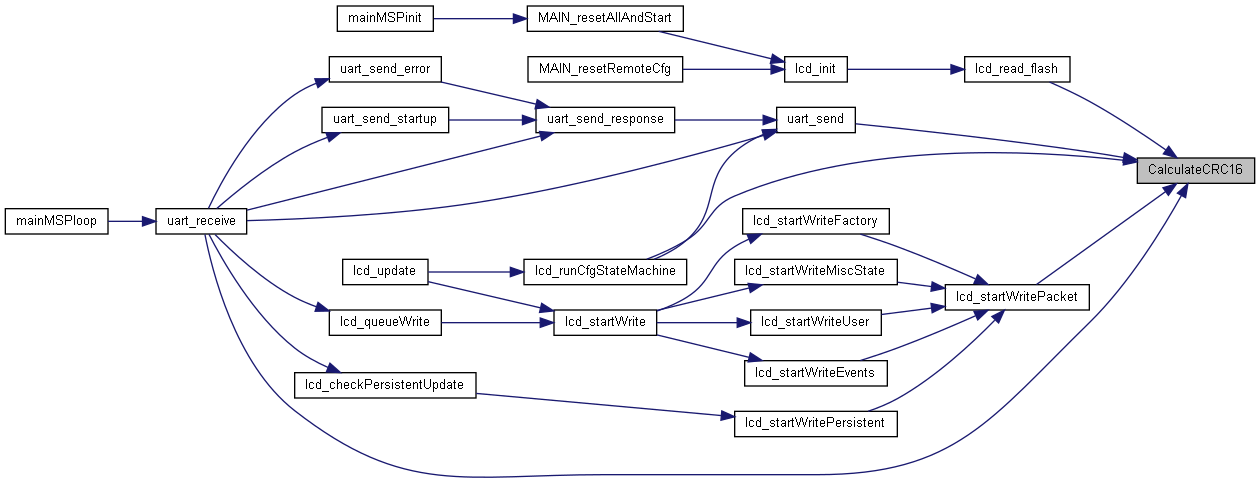 mainMSPinit
MAIN_resetAllAndStart
uart_send_error
MAIN_resetRemoteCfg
lcd_init
lcd_read_flash
uart_send_startup
uart_send_response
uart_send
CalculateCRC16
mainMSPloop
uart_receive
lcd_startWriteFactory
lcd_update
lcd_runCfgStateMachine
lcd_startWriteMiscState
lcd_startWritePacket
lcd_queueWrite
lcd_startWrite
lcd_startWriteUser
lcd_startWriteEvents
lcd_checkPersistentUpdate
lcd_startWritePersistent